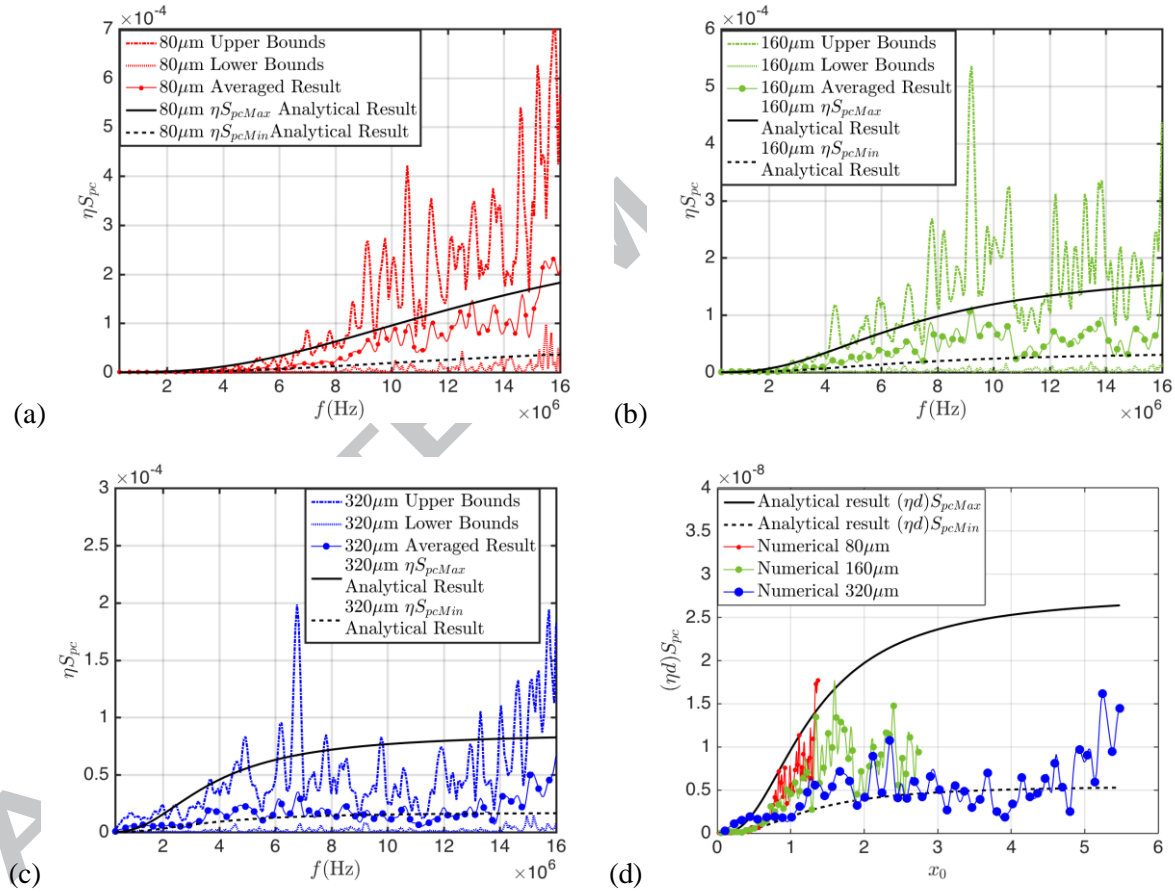 ×10⁻⁴
7
6
5
4
3
2
1
0
ηS_pc
80μm Upper Bounds
80μm Lower Bounds
80μm Averaged Result
80μm ηS_pcMax Analytical Result
80μm ηS_pcMin Analytical Result
2 4 6 8 10 12 14 16
f(Hz) ×10⁶
(a)
×10⁻⁴
6
5
4
3
2
1
0
ηS_pc
160μm Upper Bounds
160μm Lower Bounds
160μm Averaged Result
160μm ηS_pcMax
Analytical Result
160μm ηS_pcMin
Analytical Result
2 4 6 8 10 12 14 16
f(Hz) ×10⁶
(b)
×10⁻⁴
3
2.5
2
1.5
1
0.5
0
ηS_pc
320μm Upper Bounds
320μm Lower Bounds
320μm Averaged Result
320μm ηS_pcMax
Analytical Result
320μm ηS_pcMin
Analytical Result
2 4 6 8 10 12 14 16
f(Hz) ×10⁶
(c)
×10⁻⁸
4
3.5
3
2.5
2
1.5
1
0.5
0
(ηd)S_pc
Analytical result (ηd)S_pcMax
Analytical result (ηd)S_pcMin
Numerical 80μm
Numerical 160μm
Numerical 320μm
0 1 2 3 4 5 6
x₀
(d)